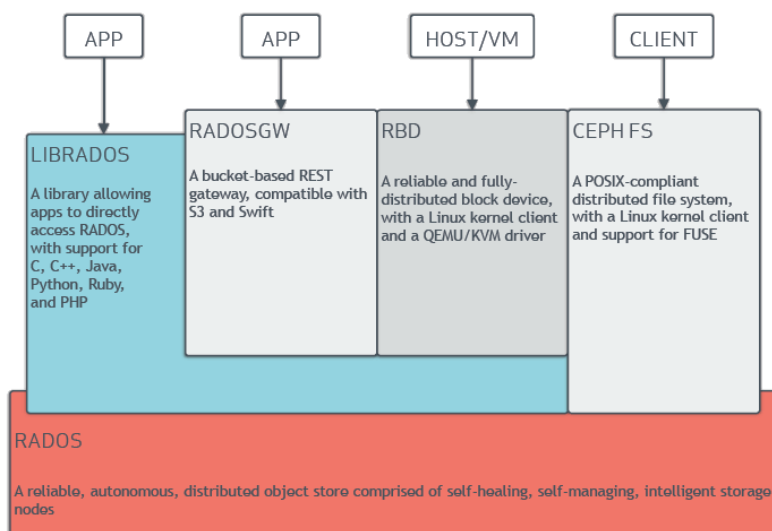 APP
APP
HOST/VM
CLIENT
LIBRADOS
A library allowing
apps to directly
access RADOS,
with support for
C, C++, Java,
Python, Ruby,
and PHP
RADOSGW
A bucket-based REST
gateway, compatible with
S3 and Swift
RBD
A reliable and fully-
distributed block device,
with a Linux kernel client
and a QEMU/KVM driver
CEPH FS
A POSIX-compliant
distributed file system,
with a Linux kernel client
and support for FUSE
RADOS
A reliable, autonomous, distributed object store comprised of self-healing, self-managing, intelligent storage
nodes